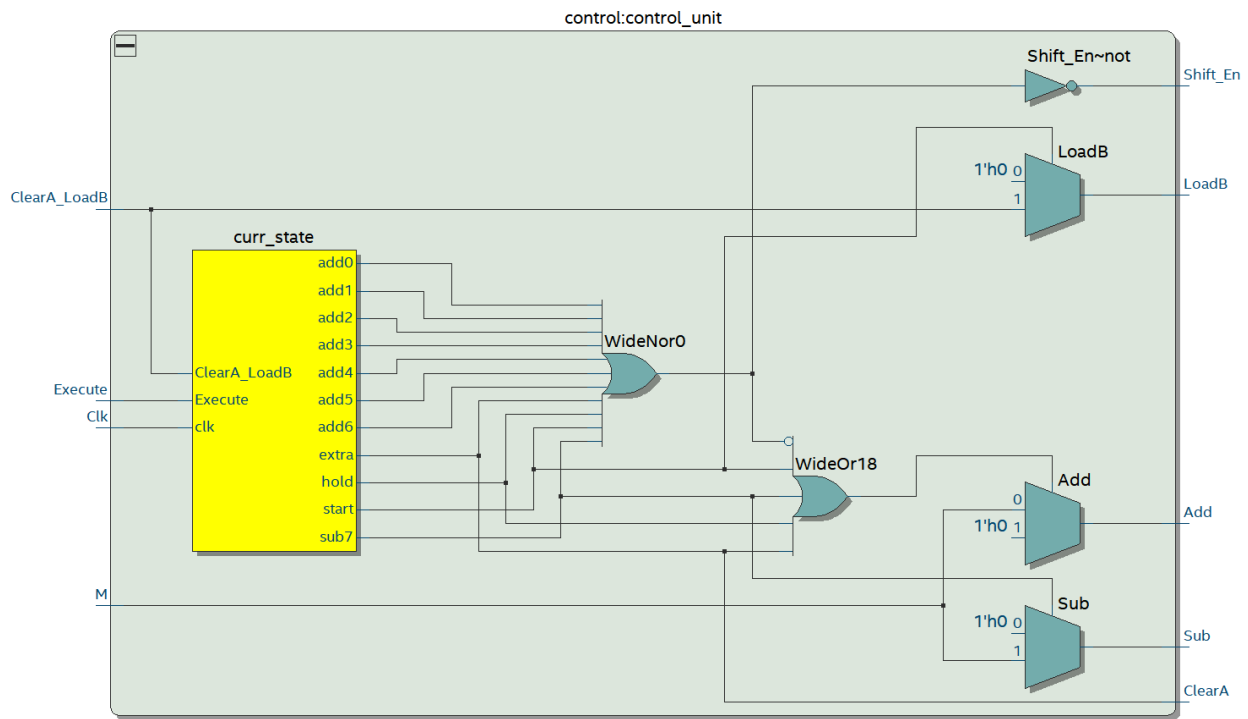 control:control_unit
Shift_En~not
Shift_En
LoadB
1'h0 0
1
LoadB
ClearA_LoadB
curr_state
add0
add1
add2
add3
ClearA_LoadB add4
Execute add5
clk add6
extra
hold
start
sub7
Execute
Clk
WideNor0
WideOr18
Add
0
1'h0 1
Add
M
Sub
1'h0 0
1
Sub
ClearA